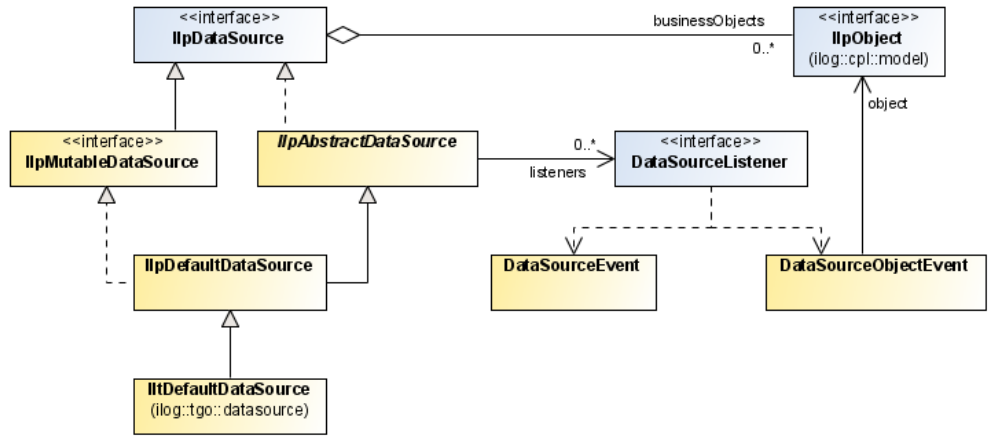 <<interface>>
IlpDataSource
businessObjects
0..*
<<interface>>
IlpObject
(ilog::cpl::model)
object
<<interface>>
IlpMutableDataSource
IlpAbstractDataSource
0..*
listeners
<<interface>>
DataSourceListener
IlpDefaultDataSource
DataSourceEvent
DataSourceObjectEvent
IltDefaultDataSource
(ilog::tgo::datasource)